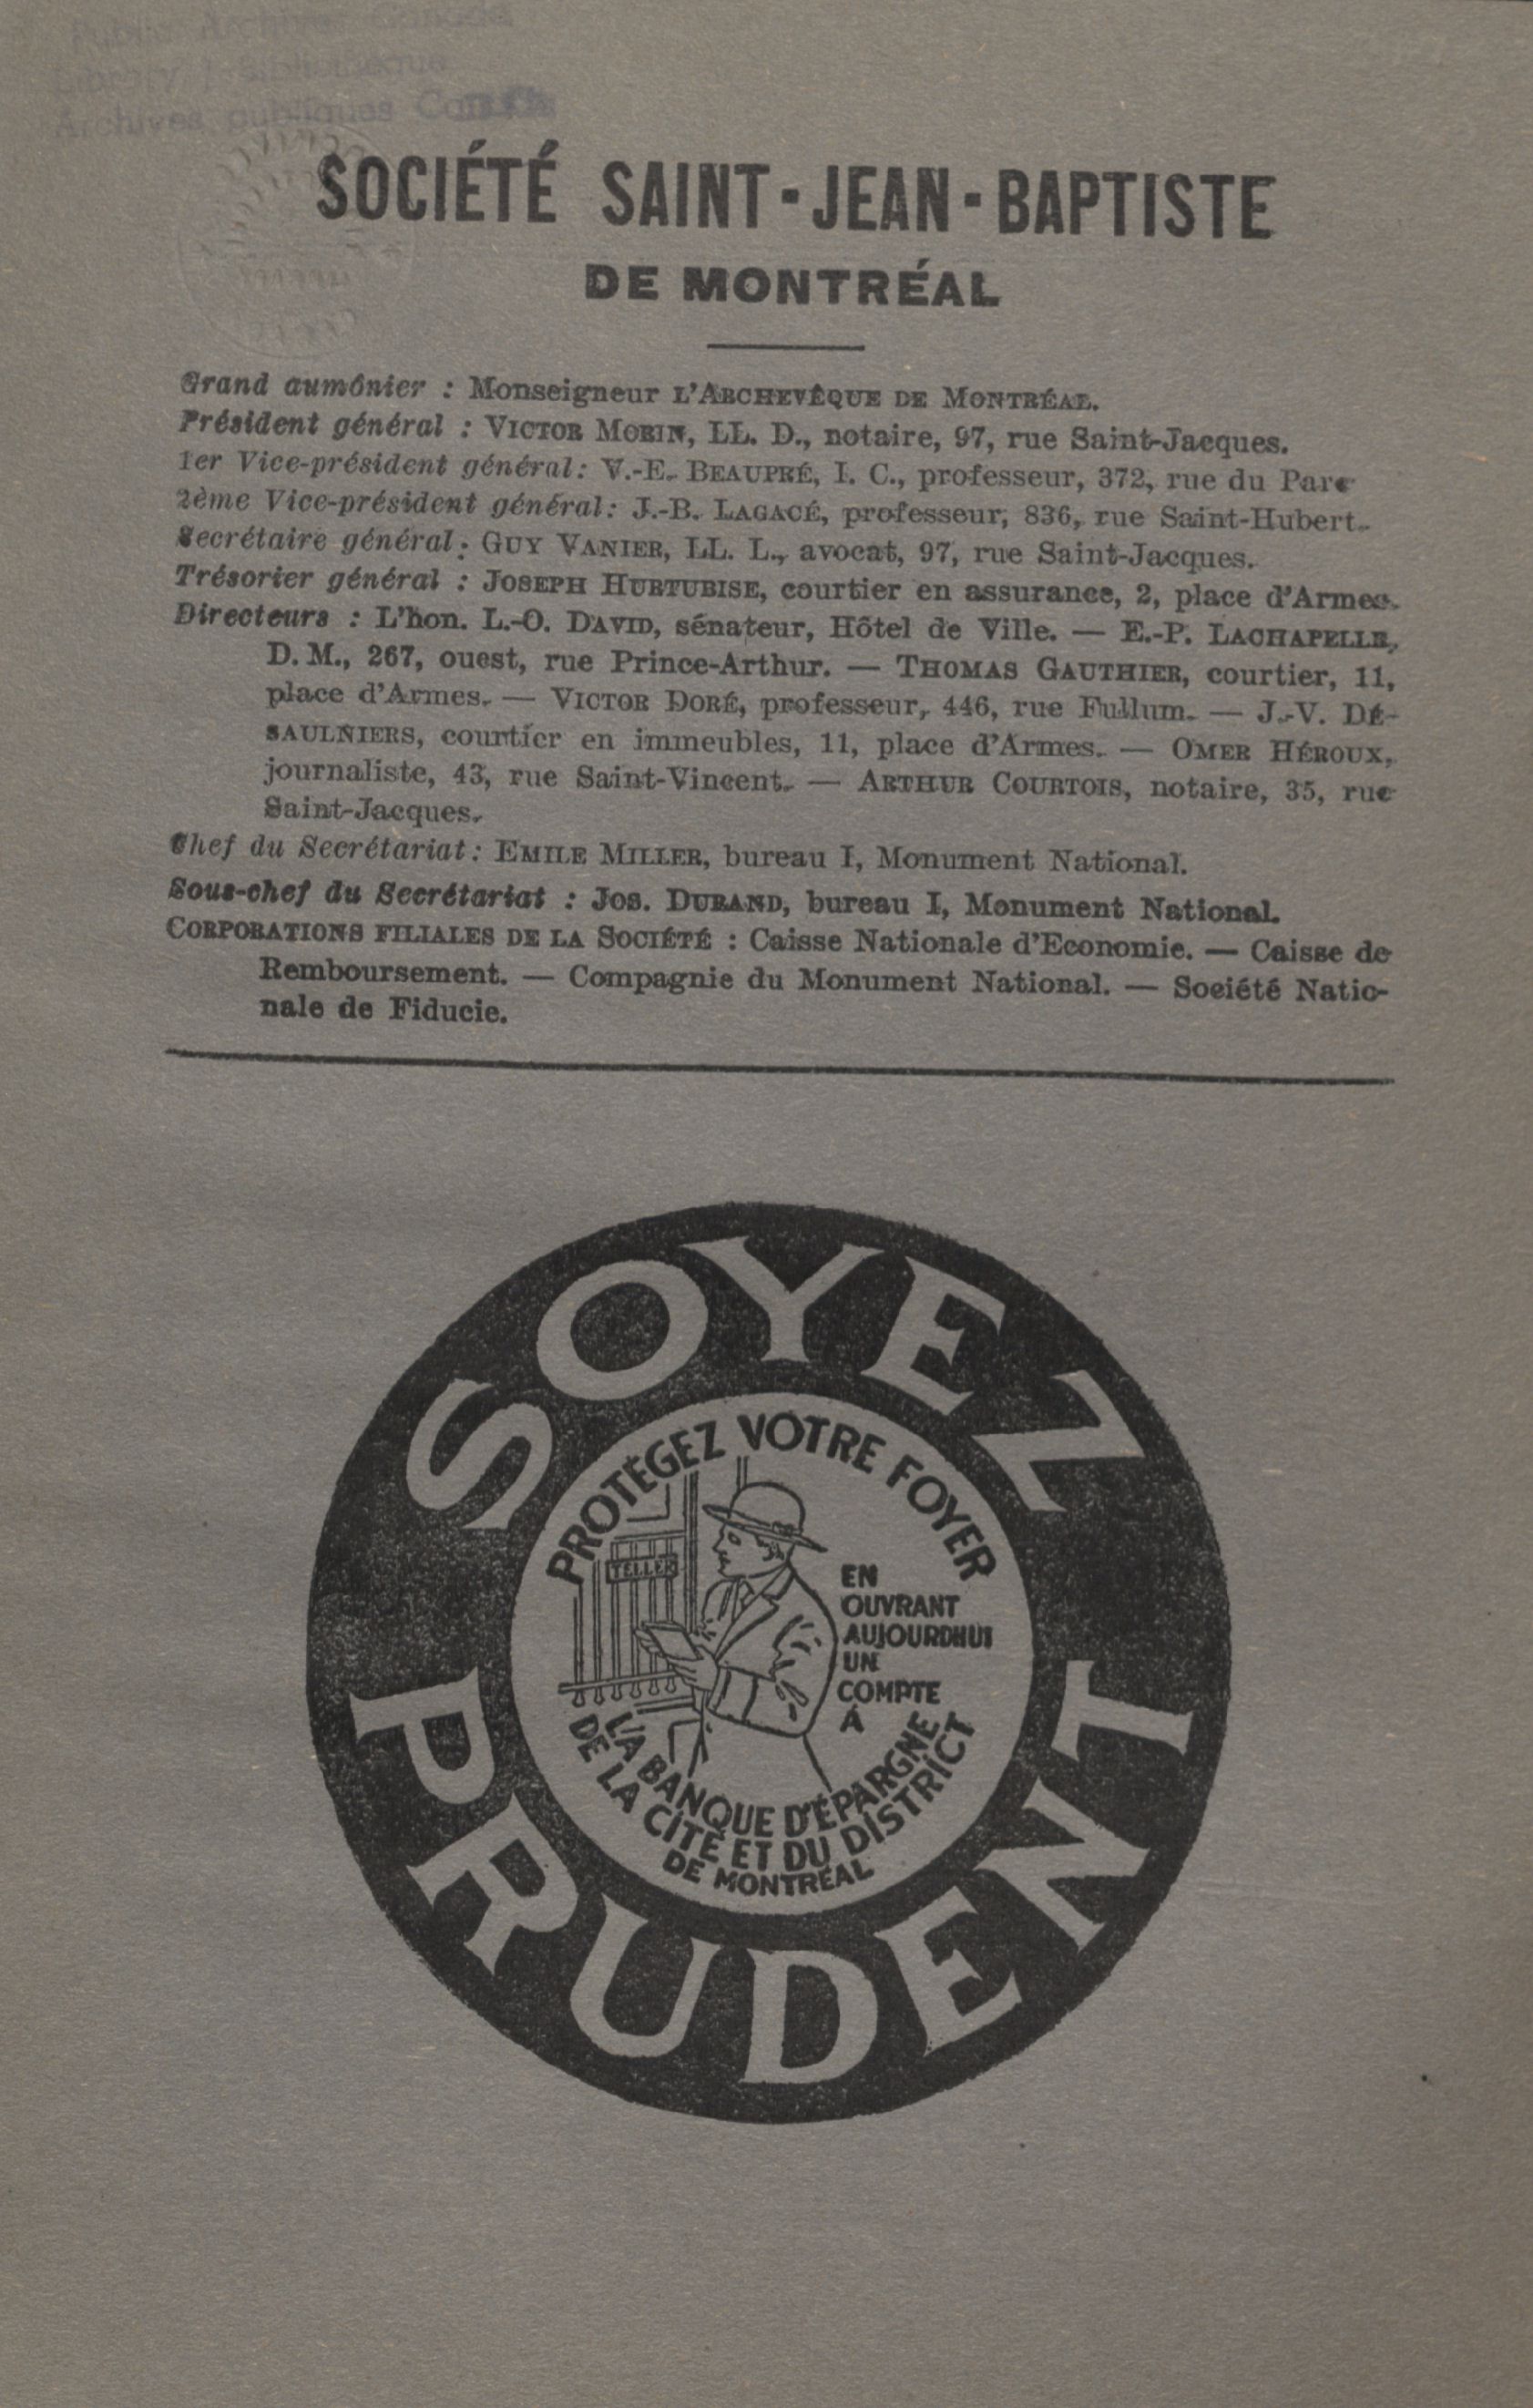 Public Archives Canada
Library / Bibliothèque
Archives publiques Canada
SOCIÉTÉ SAINT-JEAN-BAPTISTE
DE MONTRÉAL
Grand aumônier : Monseigneur L'ARCHEVÊQUE DE MONTRÉAL.
Président général : VICTOR MORIN, LL. D., notaire, 97, rue Saint-Jacques.
1er Vice-président général: V.-E. BEAUPRÉ, I. C., professeur, 372, rue du Parc
2ème Vice-président général: J.-B. LAGACÉ, professeur, 836, rue Saint-Hubert.
Secrétaire général: GUY VANIER, LL. L., avocat, 97, rue Saint-Jacques.
Trésorier général : JOSEPH HURTUBISE, courtier en assurance, 2, place d'Armes.
Directeurs : L'hon. L.-O. DAVID, sénateur, Hôtel de Ville. — E.-P. LACHAPELLE,
D. M., 267, ouest, rue Prince-Arthur. — THOMAS GAUTHIER, courtier, 11,
place d'Armes. — VICTOR DORÉ, professeur, 446, rue Fullum. — J.-V. DÉ-
SAULNIERS, courtier en immeubles, 11, place d'Armes. — OMER HÉROUX,
journaliste, 43, rue Saint-Vincent. — ARTHUR COURTOIS, notaire, 35, rue
Saint-Jacques.
Chef du Secrétariat: EMILE MILLER, bureau I, Monument National.
Sous-chef du Secrétariat : JOS. DURAND, bureau I, Monument National.
CORPORATIONS FILIALES DE LA SOCIÉTÉ : Caisse Nationale d'Economie. — Caisse de
Remboursement. — Compagnie du Monument National. — Société Natio-
nale de Fiducie.
SOYEZ
PROTÉGEZ VOTRE FOYER
TELLER
EN
OUVRANT
AUJOURDHUI
UN
COMPTE
À
LA BANQUE D'ÉPARGNE
DE LA CITÉ ET DU DISTRICT
DE MONTRÉAL
PRUDENT